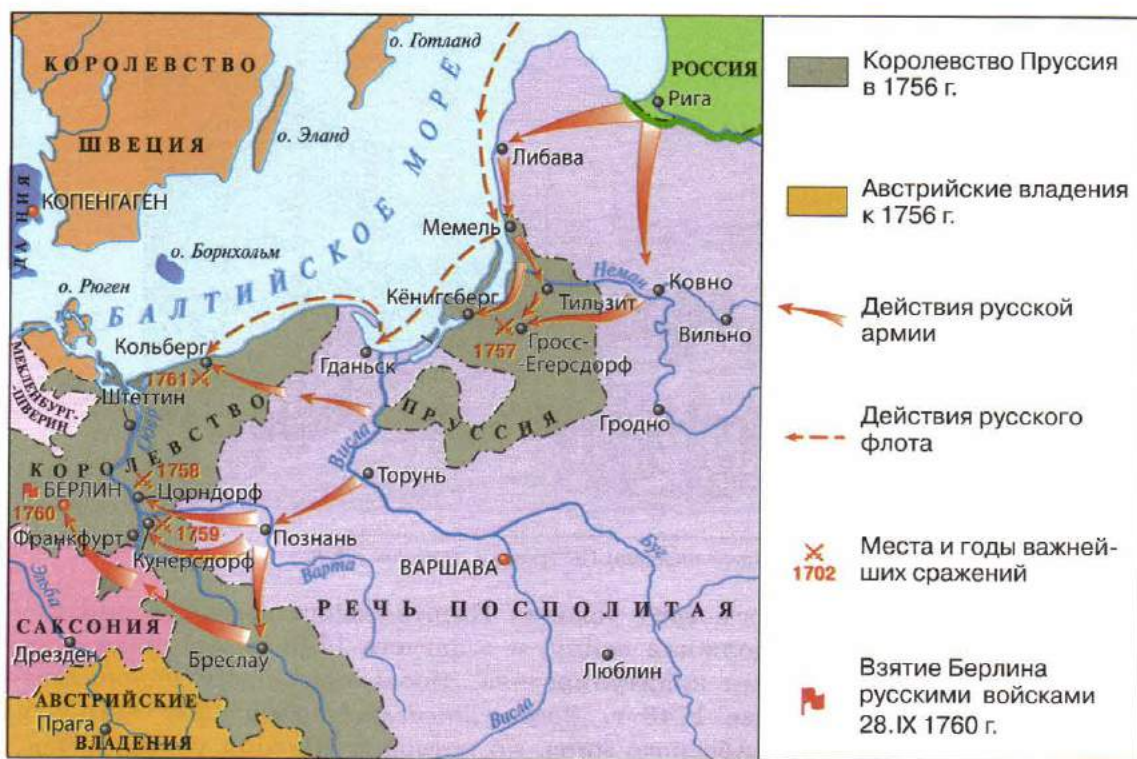 КОРОЛЕВСТВО
ШВЕЦИЯ
о. Готланд
о. Эланд
ДАНИЯ
КОПЕНГАГЕН
о. Борнхольм
о. Рюген
БАЛТИЙСКОЕ МОРЕ
РОССИЯ
Рига
Либава
Мемель
Неман
Ковно
Кёнигсберг
Тильзит
Вильно
1757
Гросс-
-Егерсдорф
Кольберг
1761
Гданьск
МЕКЛЕНБУРГ-
-ШВЕРИН
Штеттин
Одер
КОРОЛЕВСТВО
ПРУССИЯ
Гродно
Висла
Торунь
1758
БЕРЛИН
Цорндорф
1760
1759
Франкфурт
Кунерсдорф
Познань
Варта
ВАРШАВА
Буг
Эльба
РЕЧЬ ПОСПОЛИТАЯ
САКСОНИЯ
Дрезден
Бреслау
Люблин
Висла
АВСТРИЙСКИЕ
Прага
ВЛАДЕНИЯ
Королевство Пруссия
в 1756 г.
Австрийские владения
к 1756 г.
Действия русской
армии
Действия русского
флота
1702
Места и годы важней-
ших сражений
Взятие Берлина
русскими войсками
28.IX 1760 г.